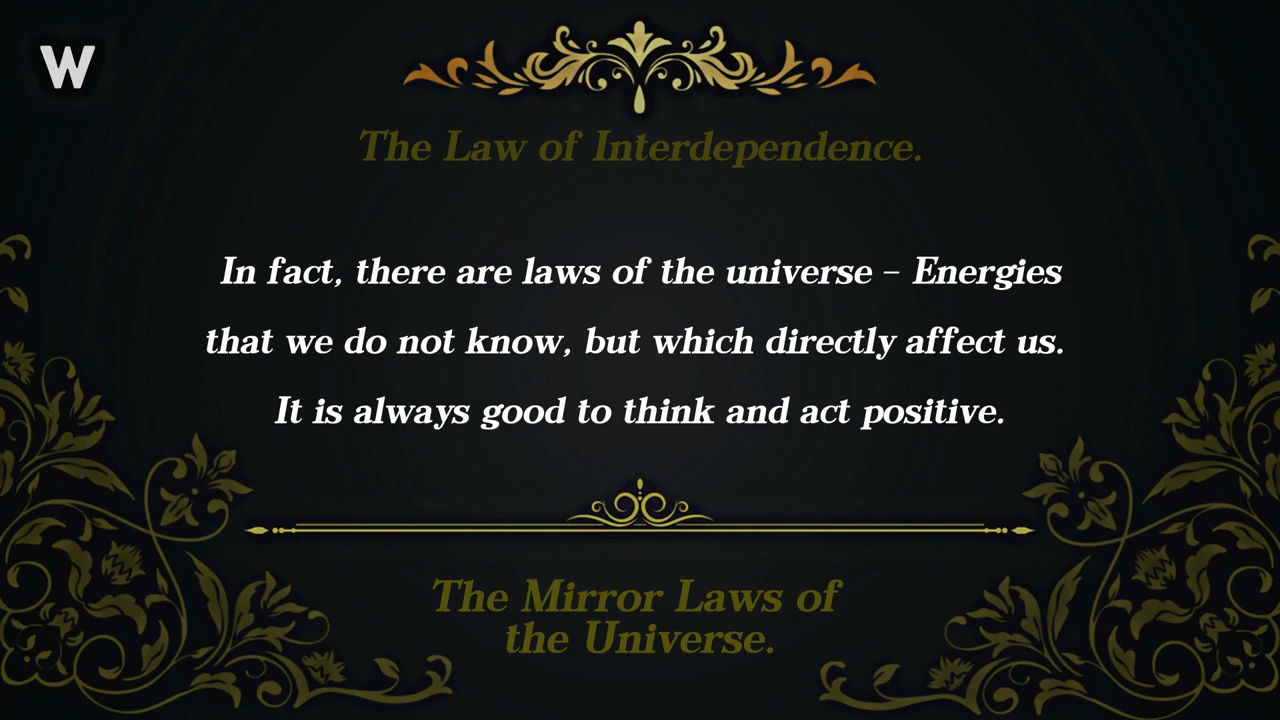 W
The Law of Interdependence.
In fact, there are laws of the universe – Energies
that we do not know, but which directly affect us.
It is always good to think and act positive.
The Mirror Laws of
the Universe.